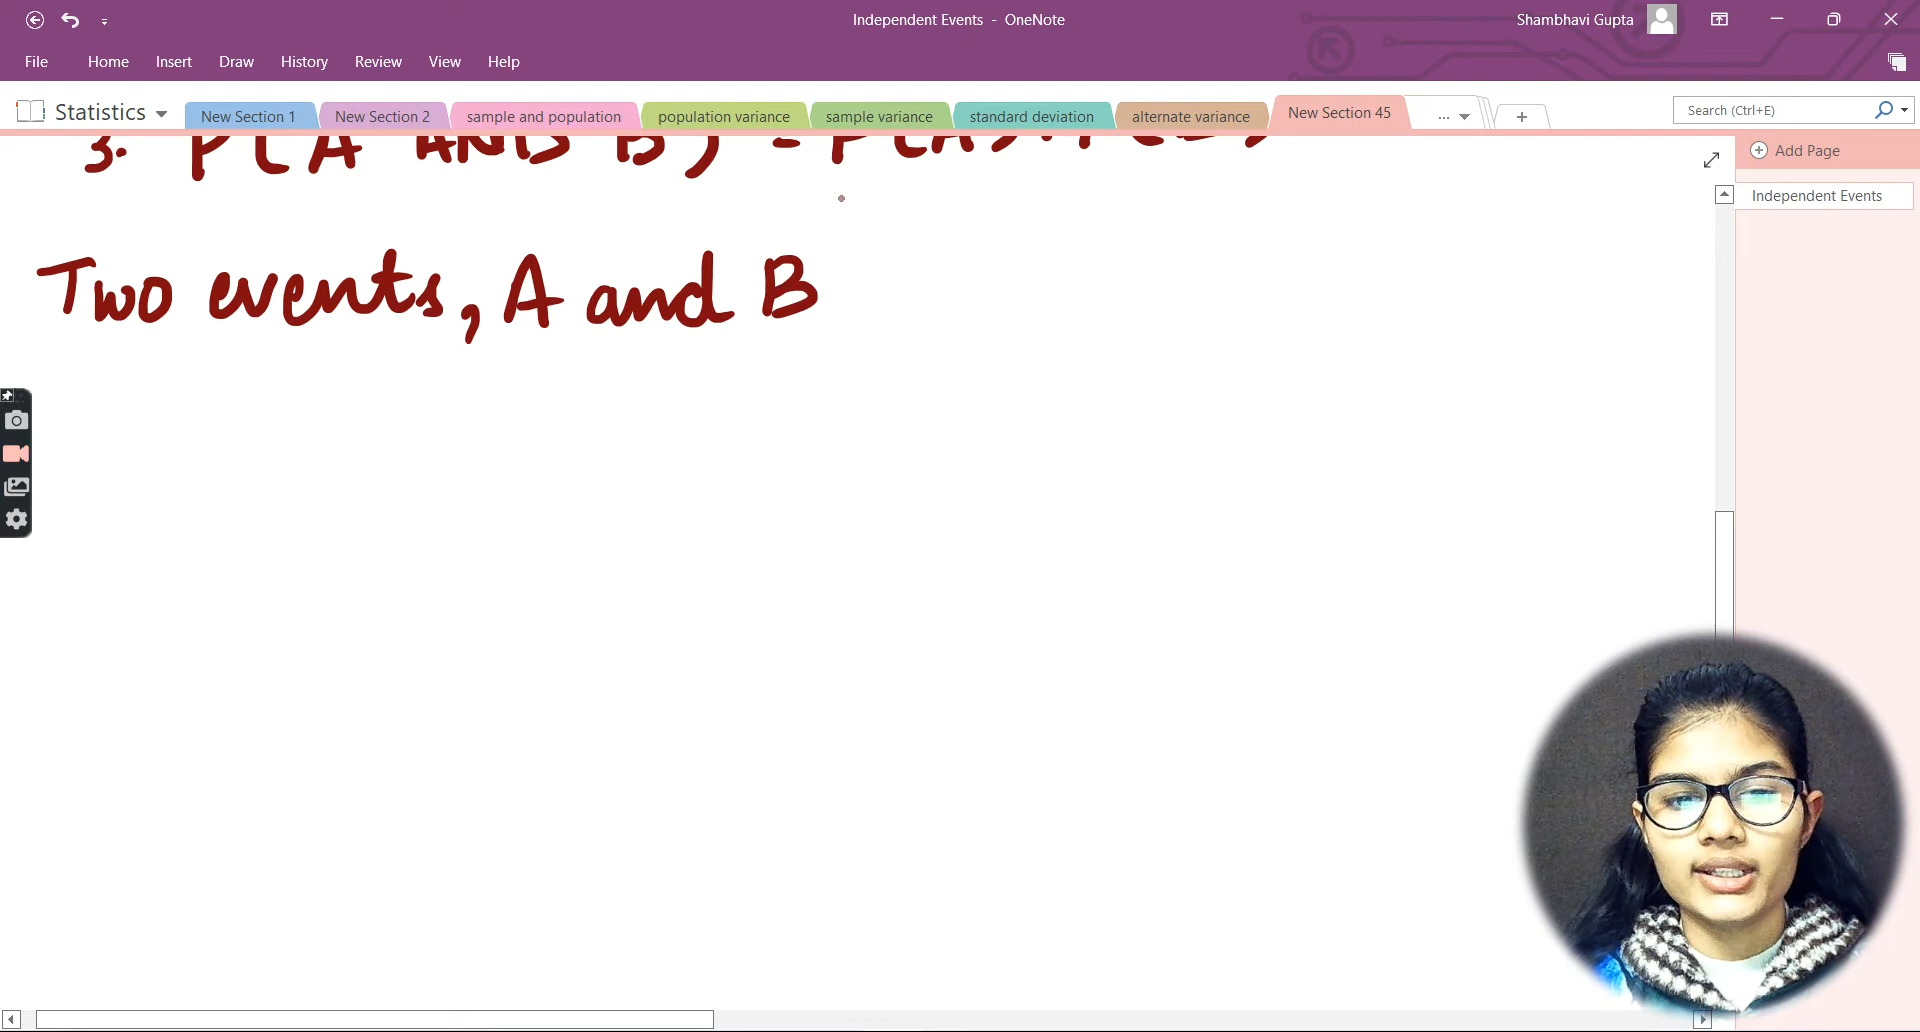 Independent Events - OneNote
Shambhavi Gupta
File Home Insert Draw History Review View Help
Statistics
New Section 1
New Section 2
sample and population
population variance
sample variance
standard deviation
alternate variance
New Section 45
...
Search (Ctrl+E)
Add Page
Independent Events
3. P(A AND B) =
Two events, A and B